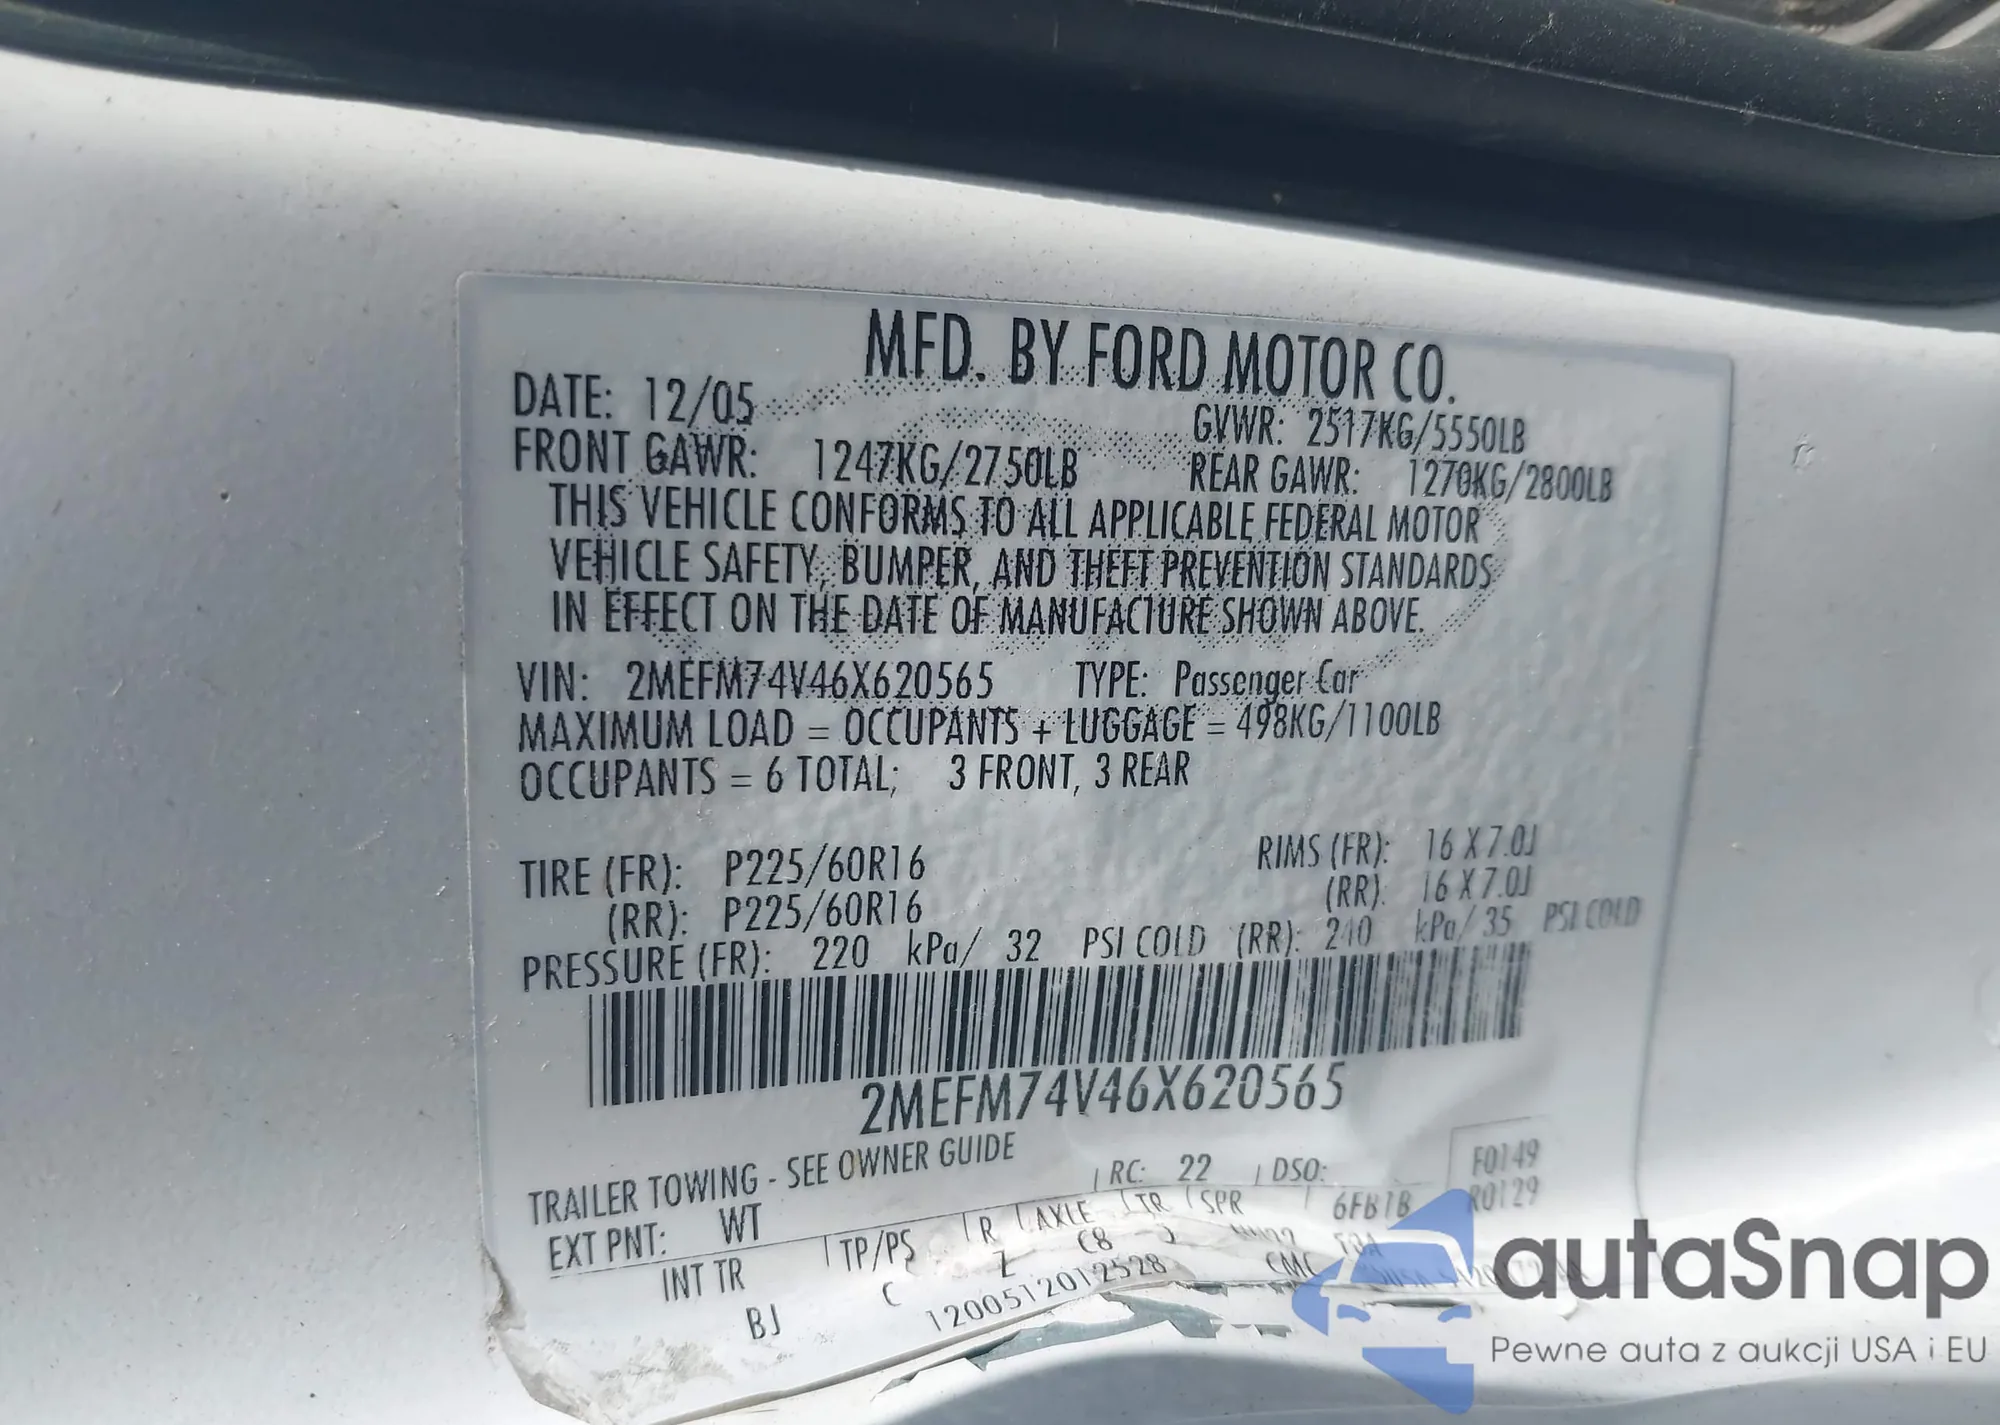 MFD. BY FORD MOTOR CO.
DATE: 12/05
GVWR: 2517KG/5550LB
FRONT GAWR: 1247KG/2750LB
REAR GAWR: 1270KG/2800LB
THIS VEHICLE CONFORMS TO ALL APPLICABLE FEDERAL MOTOR
VEHICLE SAFETY, BUMPER, AND THEFT PREVENTION STANDARDS
IN EFFECT ON THE DATE OF MANUFACTURE SHOWN ABOVE.
VIN: 2MEFM74V46X620565 TYPE: Passenger Car
MAXIMUM LOAD = OCCUPANTS + LUGGAGE = 498KG/1100LB
OCCUPANTS = 6 TOTAL; 3 FRONT, 3 REAR
TIRE (FR): P225/60R16 RIMS (FR): 16 X 7.0J
(RR): P225/60R16 (RR): 16 X 7.0J
PRESSURE (FR): 220 kPa/ 32 PSI COLD (RR): 240 kPa/ 35 PSI COLD
2MEFM74V46X620565
TRAILER TOWING - SEE OWNER GUIDE
RC: 22 DSO:
F0149
R0129
EXT PNT: WT
6FB1B
INT TR TP/PS R AXLE TR SPR
BJ C Z C8
1200512012528
CMC
autaSnap
Pewne auta z aukcji USA i EU